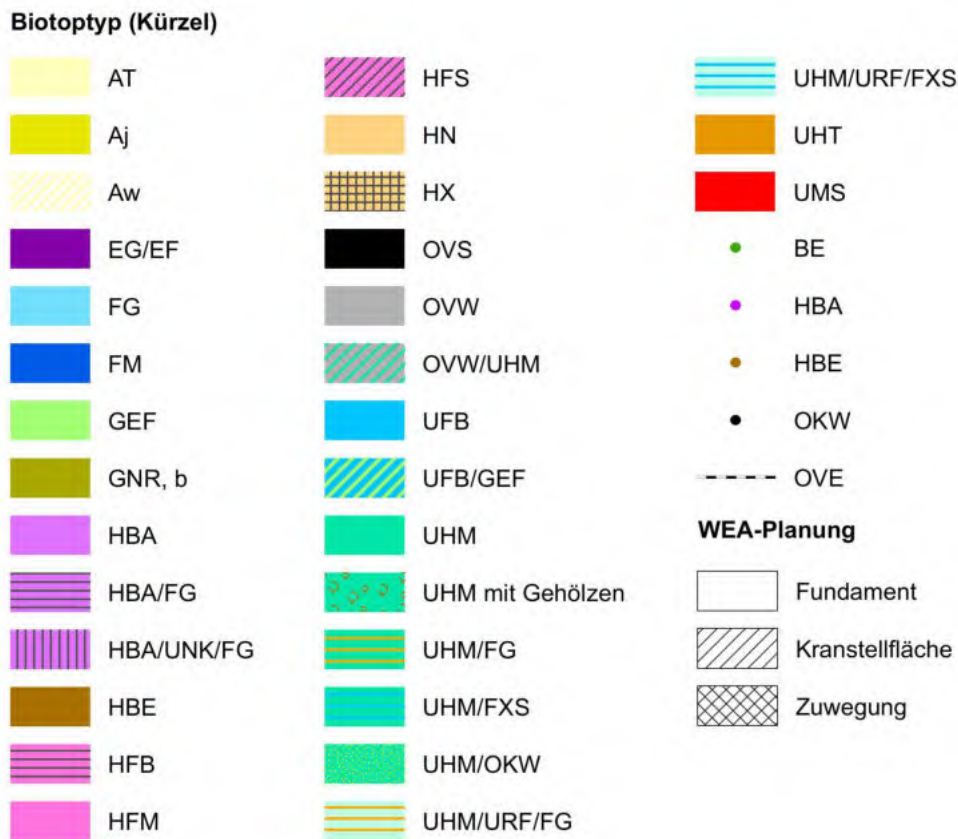 Biotoptyp (Kürzel)
AT
Aj
Aw
EG/EF
FG
FM
GEF
GNR, b
HBA
HBA/FG
HBA/UNK/FG
HBE
HFB
HFM
HFS
HN
HX
OVS
OVW
OVW/UHM
UFB
UFB/GEF
UHM
UHM mit Gehölzen
UHM/FG
UHM/FXS
UHM/OKW
UHM/URF/FG
UHM/URF/FXS
UHT
UMS
BE
HBA
HBE
OKW
OVE
WEA-Planung
Fundament
Kranstellfläche
Zuwegung